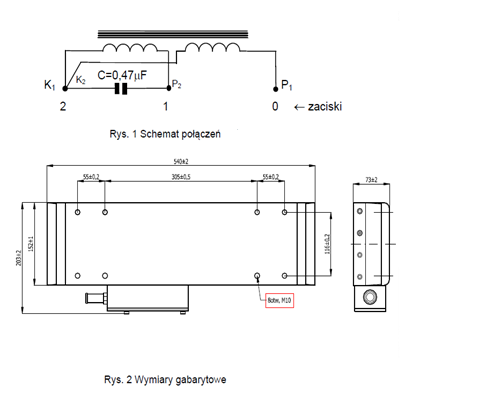 K1 K2 C=0,47µF P2 P1
2 1 0 ← zaciski
Rys. 1 Schemat połączeń
540±2
73±2
55±0,2 305±0,5 55±0,2
203±2
152±1
116±0,2
8otw. M10
Rys. 2 Wymiary gabarytowe